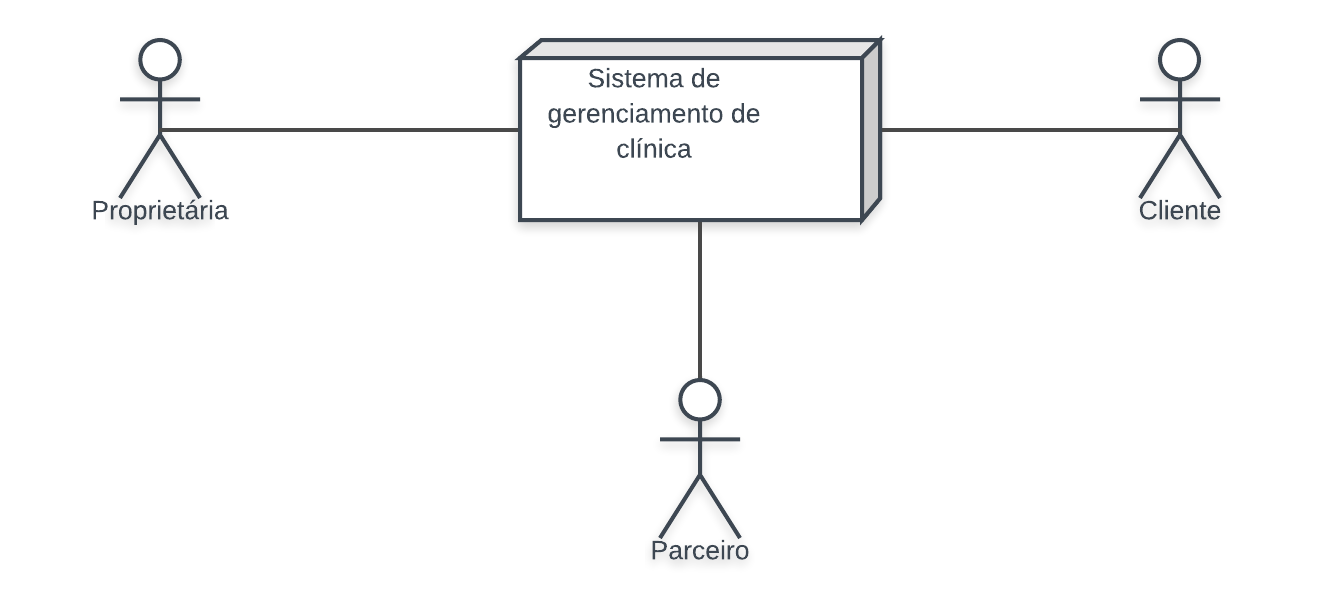 Sistema de
gerenciamento de
clínica
Proprietária
Cliente
Parceiro